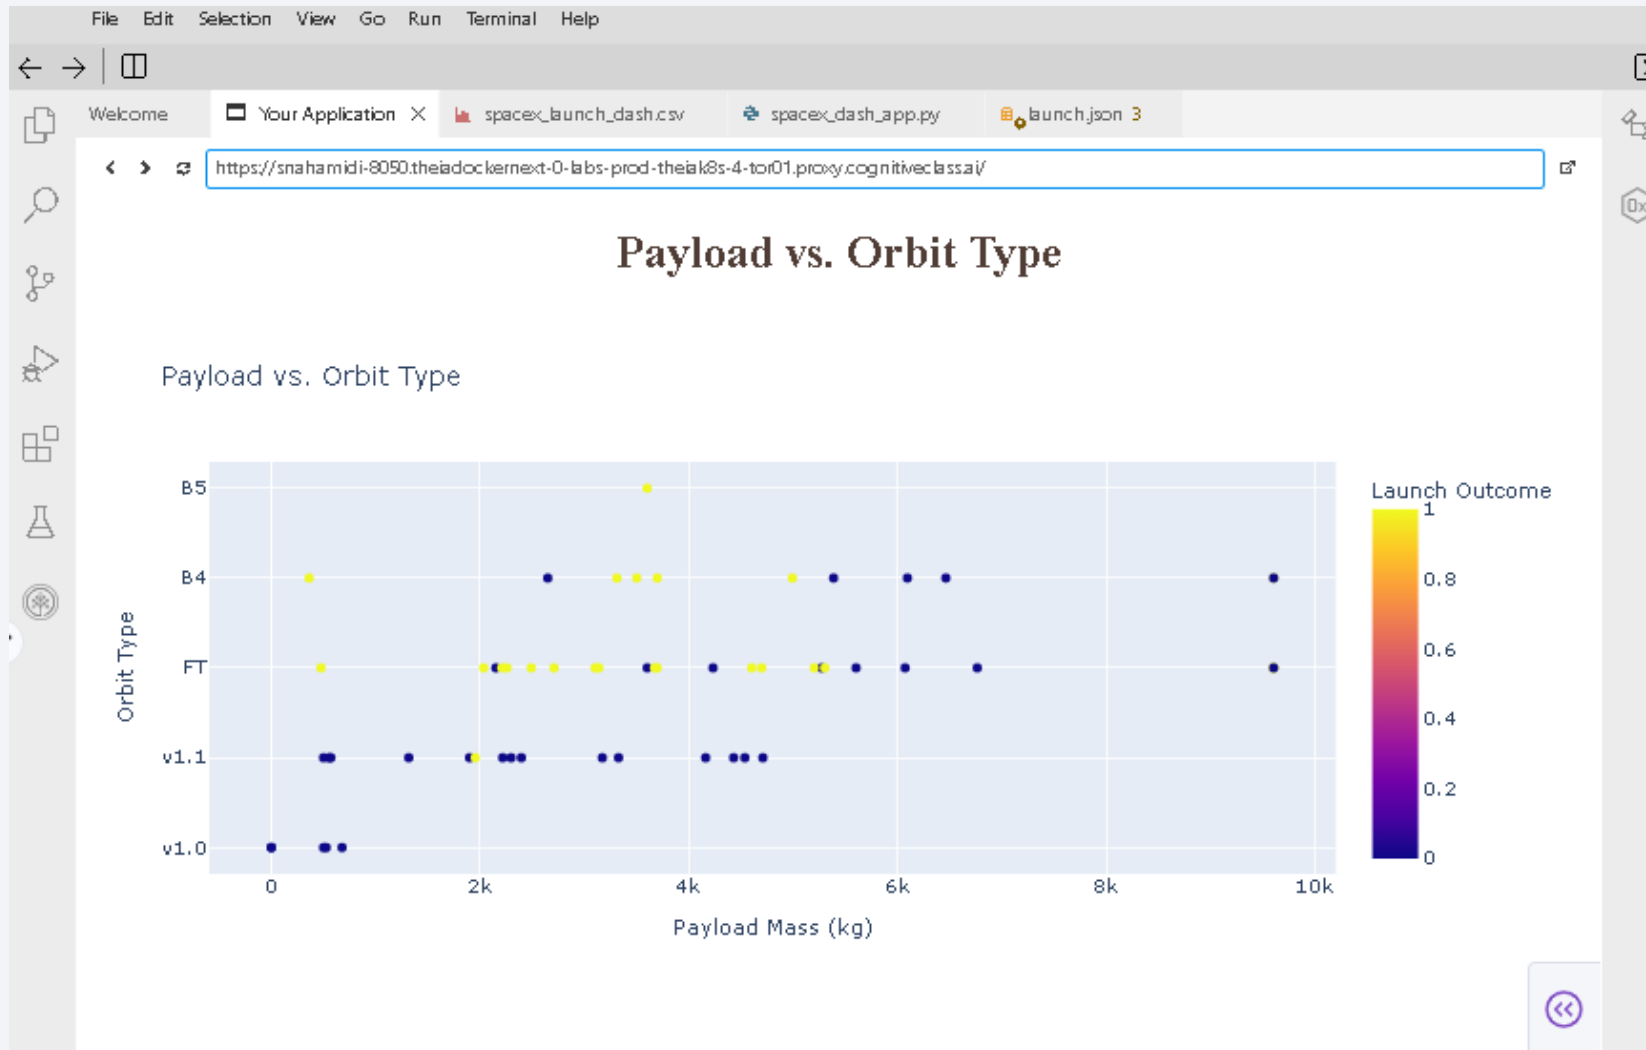 File Edit Selection View Go Run Terminal Help
Welcome Your Application spacex_launch_dash.csv spacex_dash_app.py launch.json 3
https://snahamidi-8050.theiadockernext-0-labs-prod-theiak8s-4-tor01.proxy.cognitiveclass.ai/
Payload vs. Orbit Type
Payload vs. Orbit Type
B5
B4
FT
v1.1
v1.0
Orbit Type
0 2k 4k 6k 8k 10k
Payload Mass (kg)
Launch Outcome
1
0.8
0.6
0.4
0.2
0